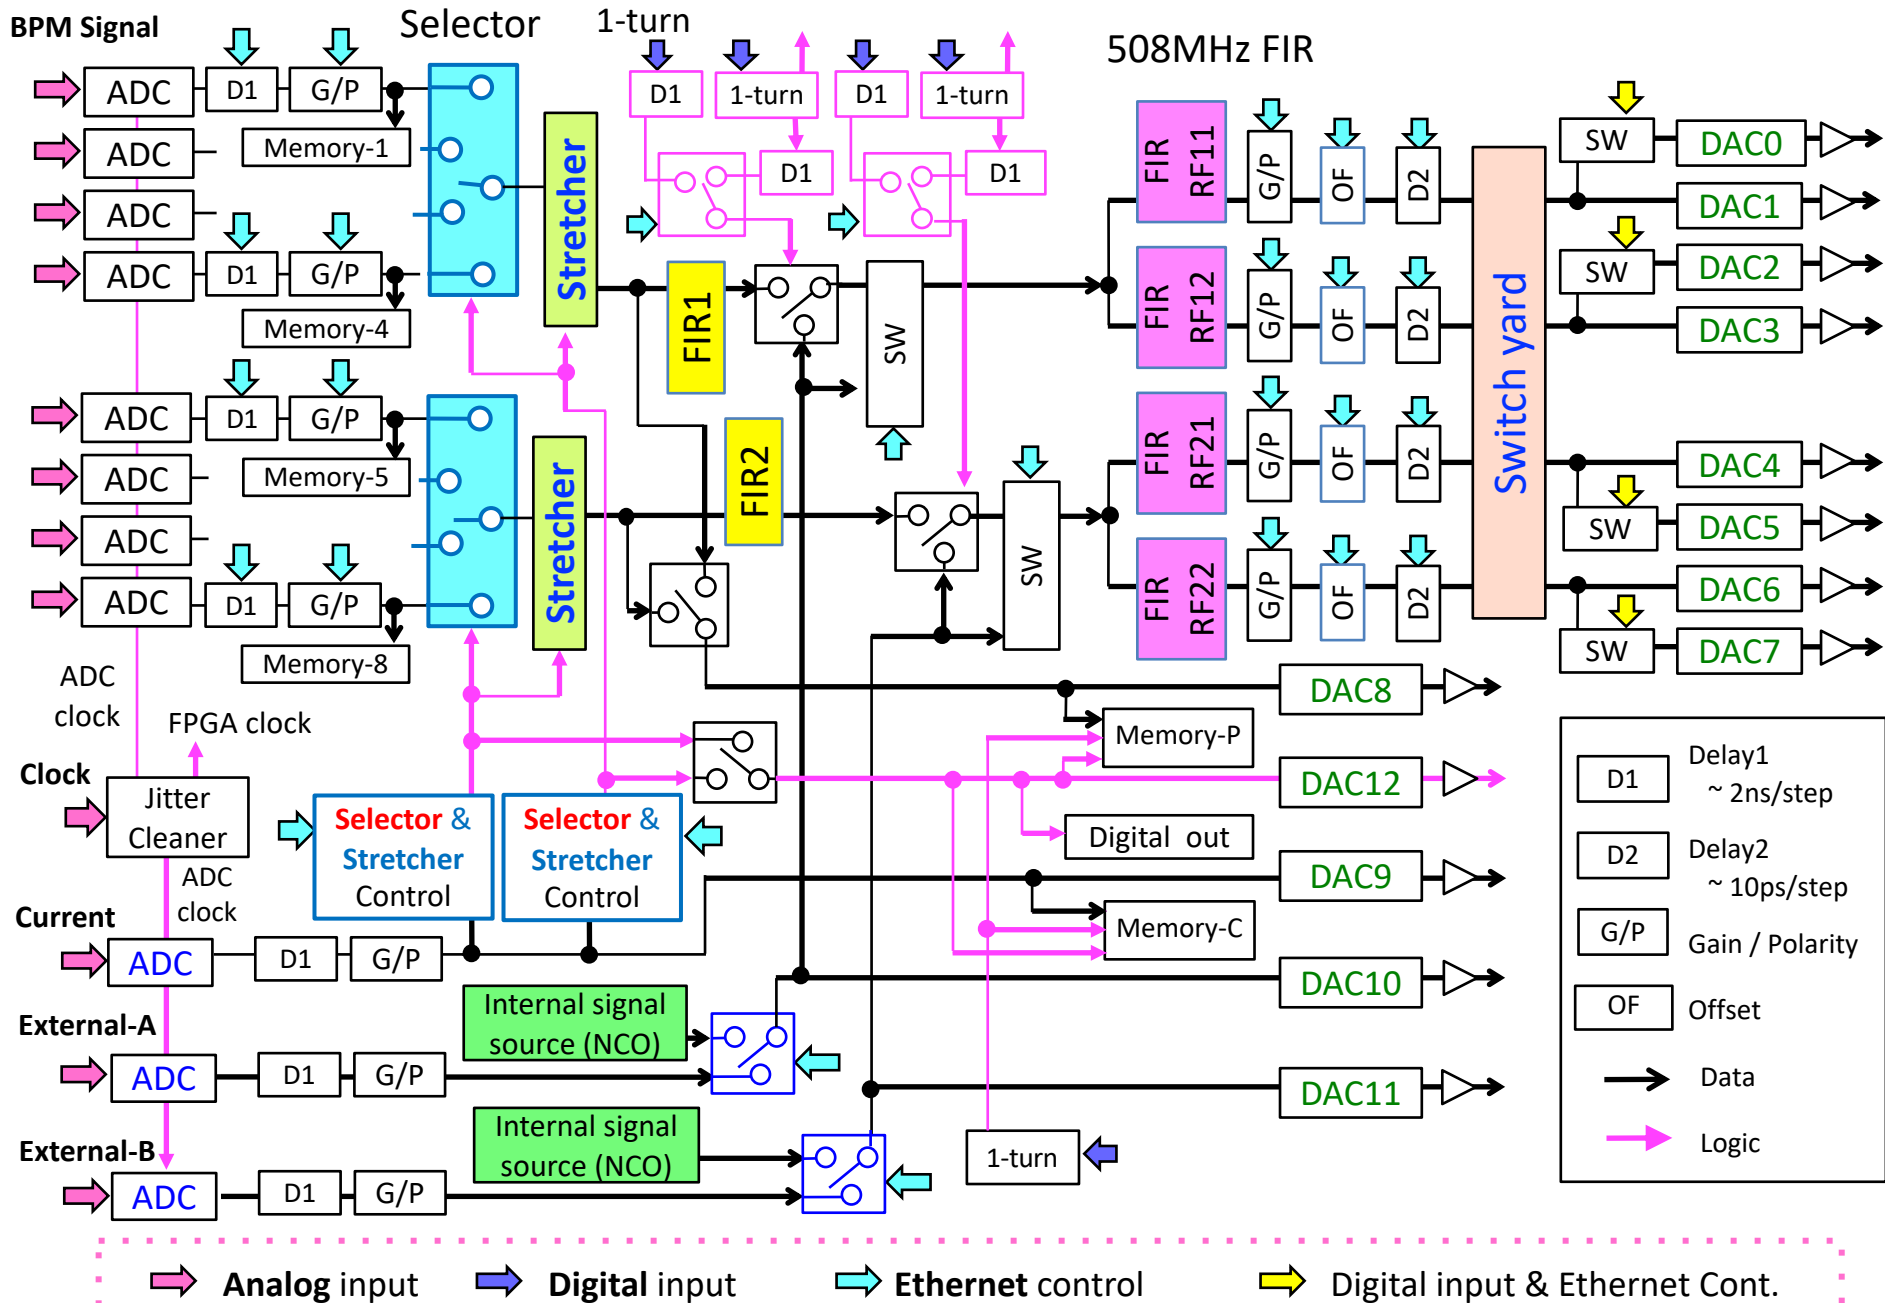 BPM Signal
Selector
1-turn
508MHz FIR
ADC
D1
G/P
Memory-1
ADC
ADC
ADC
D1
G/P
Memory-4
ADC
D1
G/P
Memory-5
ADC
ADC
ADC
D1
G/P
Memory-8
Stretcher
Stretcher
D1
1-turn
D1
D1
1-turn
D1
FIR1
FIR2
SW
SW
FIR
RF11
G/P
OF
D2
FIR
RF12
G/P
OF
D2
FIR
RF21
G/P
OF
D2
FIR
RF22
G/P
OF
D2
Switch yard
SW
DAC0
DAC1
SW
DAC2
DAC3
DAC4
SW
DAC5
DAC6
SW
DAC7
DAC8
Memory-P
DAC12
Digital out
DAC9
Memory-C
DAC10
DAC11
1-turn
ADC
clock
FPGA clock
Clock
Jitter
Cleaner
ADC
clock
Selector &
Stretcher
Control
Selector &
Stretcher
Control
Current
ADC
D1
G/P
External-A
ADC
D1
G/P
Internal signal
source (NCO)
External-B
ADC
D1
G/P
Internal signal
source (NCO)
D1
Delay1
~ 2ns/step
D2
Delay2
~ 10ps/step
G/P
Gain / Polarity
OF
Offset
Data
Logic
Analog input
Digital input
Ethernet control
Digital input & Ethernet Cont.